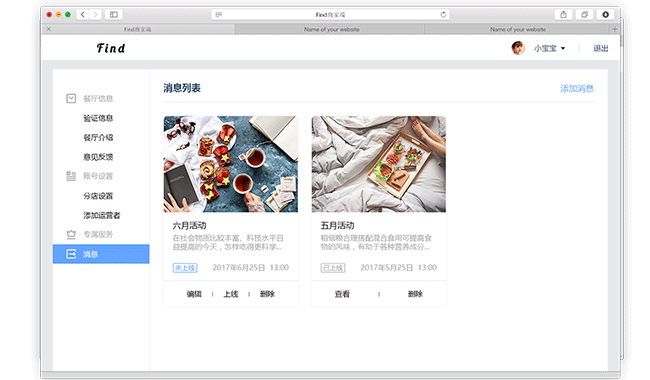 Find商家端
Find商家端
Name of your website
Name of your website
Find
小宝宝
退出
餐厅信息
验证信息
餐厅介绍
意见反馈
账号设置
分店设置
添加运营者
专属服务
消息
消息列表
添加消息
六月活动
在社会物质比较丰富、科技水平日
益提高的今天，怎样吃得更科学...
未上线 2017年6月25日 13:00
编辑 | 上线 | 删除
五月活动
粗细粮合理搭配混合食用可提高食
物的风味，有助于各种营养成分...
已上线 2017年5月25日 13:00
查看 | 删除